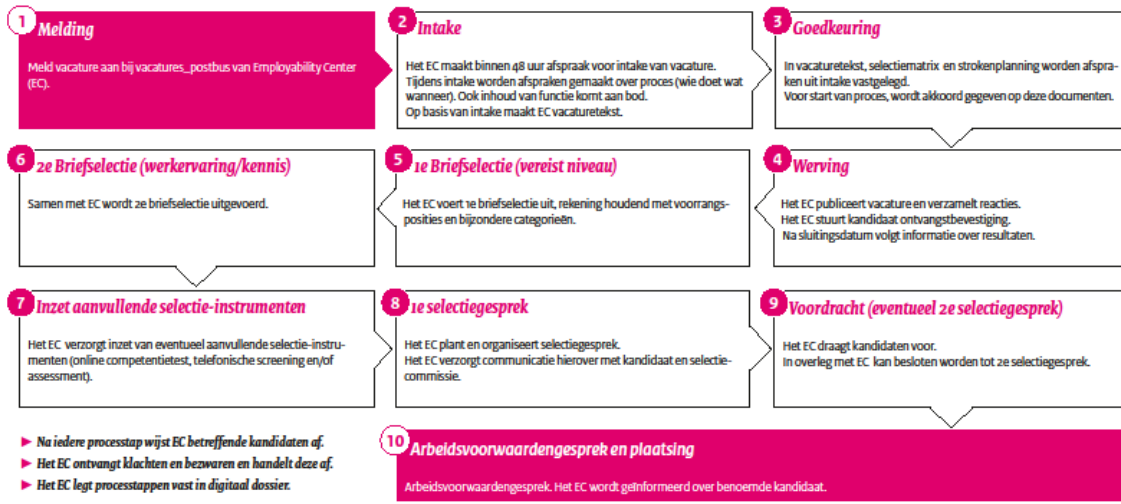 1 Melding
Meld vacature aan bij vacatures_postbus van Employability Center
(EC).
2 Intake
Het EC maakt binnen 48 uur afspraak voor intake van vacature.
Tijdens intake worden afspraken gemaakt over proces (wie doet wat
wanneer). Ook inhoud van functie komt aan bod.
Op basis van intake maakt EC vacaturetekst.
3 Goedkeuring
In vacaturetekst, selectiematrix en strokenplanning worden afspra-
ken uit intake vastgelegd.
Voor start van proces, wordt akkoord gegeven op deze documenten.
4 Werving
Het EC publiceert vacature en verzamelt reacties.
Het EC stuurt kandidaat ontvangstbevestiging.
Na sluitingsdatum volgt informatie over resultaten.
5 1e Briefselectie (vereist niveau)
Het EC voert 1e briefselectie uit, rekening houdend met voorrangs-
posities en bijzondere categorieën.
6 2e Briefselectie (werkervaring/kennis)
Samen met EC wordt 2e briefselectie uitgevoerd.
7 Inzet aanvullende selectie-instrumenten
Het EC verzorgt inzet van eventueel aanvullende selectie-instru-
menten (online competentietest, telefonische screening en/of
assessment).
8 1e selectiegesprek
Het EC plant en organiseert selectiegesprek.
Het EC verzorgt communicatie hierover met kandidaat en selectie-
commissie.
9 Voordracht (eventueel 2e selectiegesprek)
Het EC draagt kandidaten voor.
In overleg met EC kan besloten worden tot 2e selectiegesprek.
10 Arbeidsvoorwaardengesprek en plaatsing
Arbeidsvoorwaardengesprek. Het EC wordt geïnformeerd over benoemde kandidaat.
► Na iedere processtap wijst EC betreffende kandidaten af.
► Het EC ontvangt klachten en bezwaren en handelt deze af.
► Het EC legt processtappen vast in digitaal dossier.